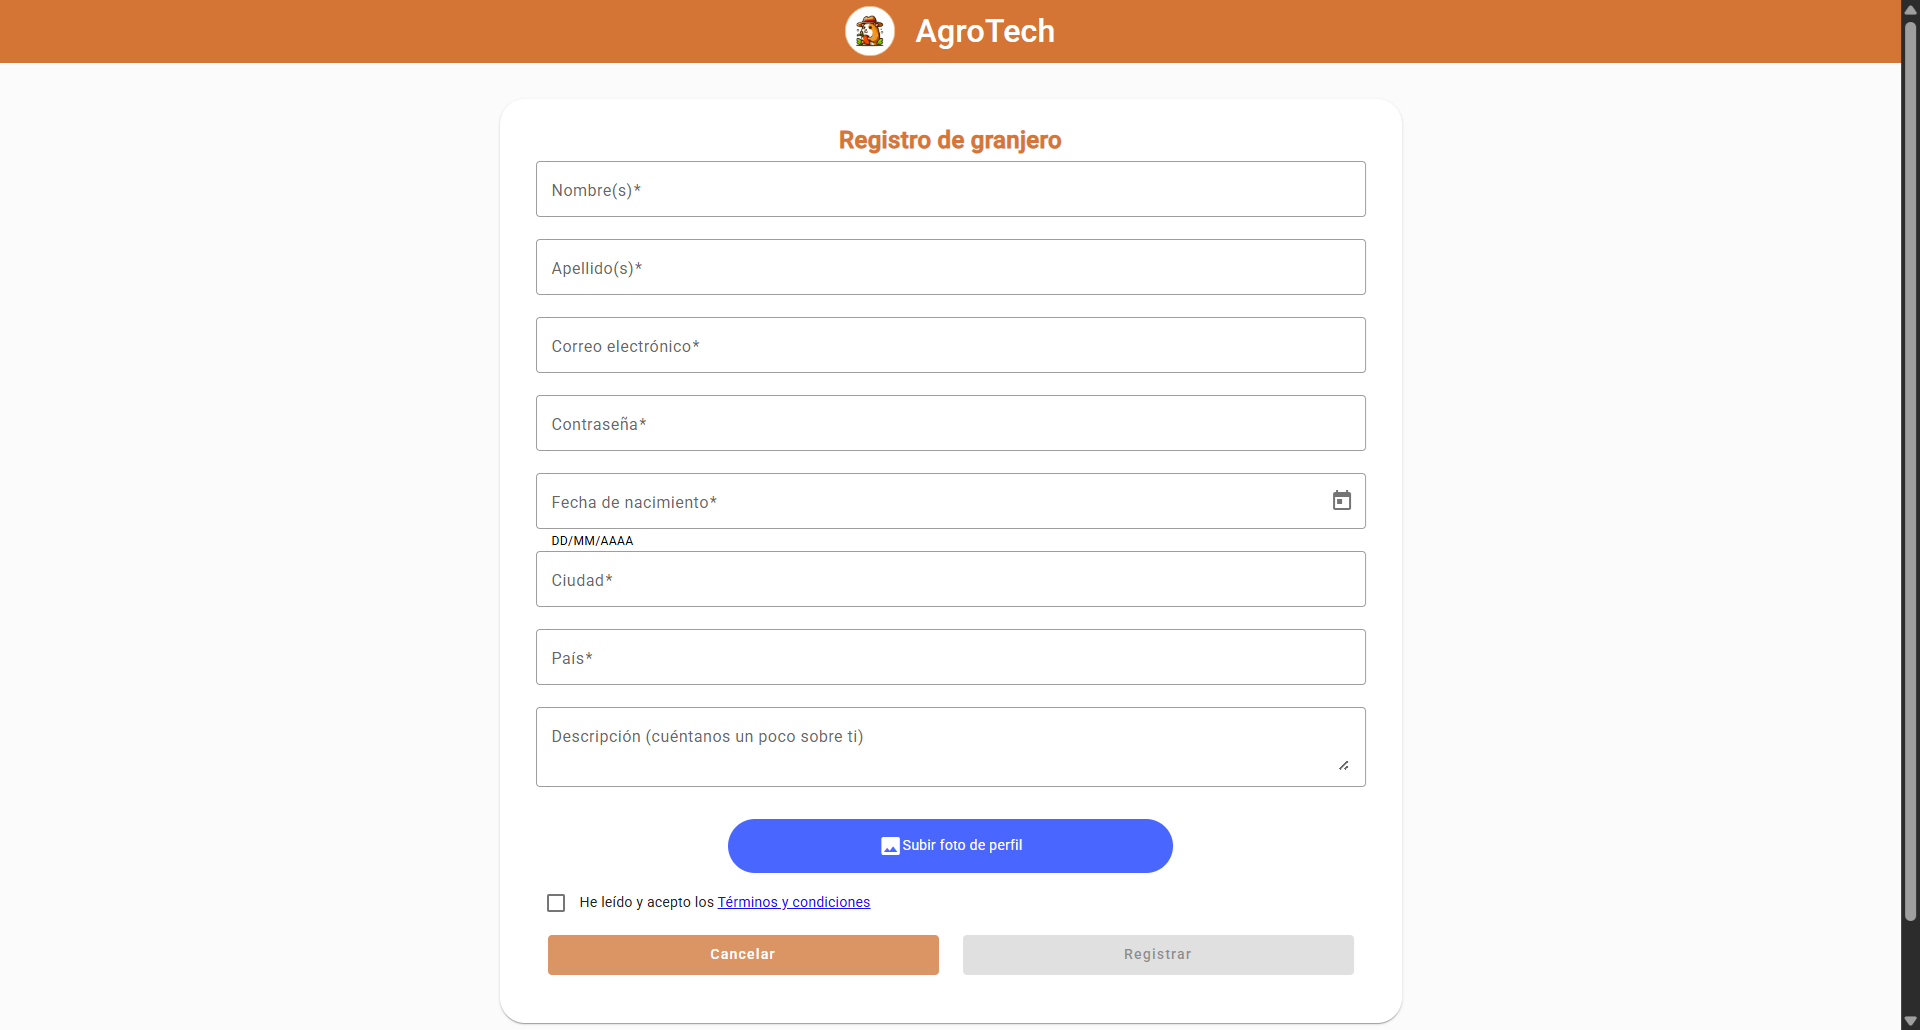 AgroTech
Registro de granjero
Nombre(s)*
Apellido(s)*
Correo electrónico*
Contraseña*
Fecha de nacimiento*
DD/MM/AAAA
Ciudad*
País*
Descripción (cuéntanos un poco sobre ti)
Subir foto de perfil
He leído y acepto los Términos y condiciones
Cancelar
Registrar